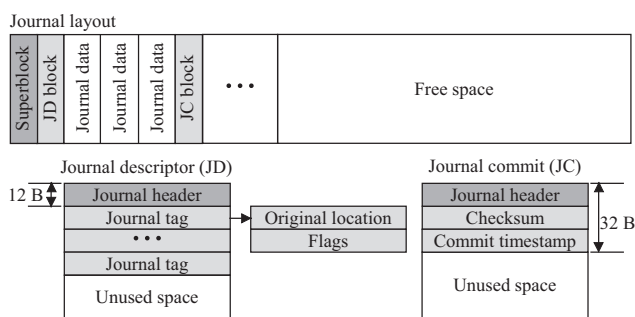 Journal layout
Superblock
JD block
Journal data
Journal data
Journal data
JC block
•••
Free space
Journal descriptor (JD)
Journal commit (JC)
12 B
Journal header
Journal tag
•••
Journal tag
Unused space
Original location
Flags
Journal header
Checksum
Commit timestamp
32 B
Unused space